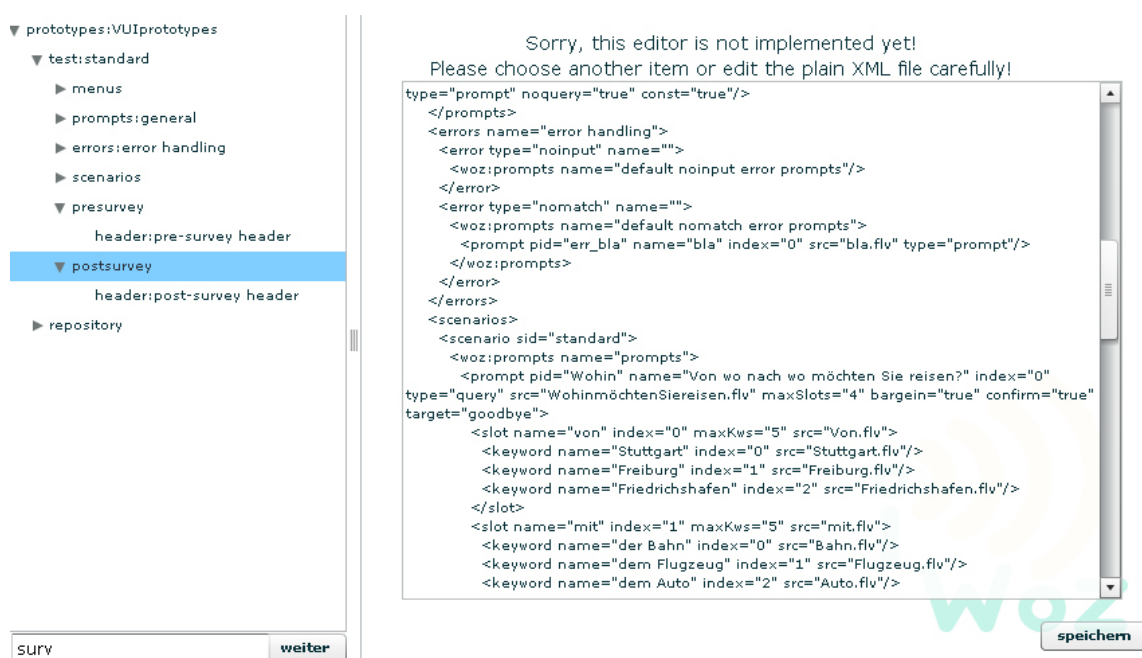 prototypes:VUIprototypes
test:standard
menus
prompts:general
errors:error handling
scenarios
presurvey
header:pre-survey header
postsurvey
header:post-survey header
repository
surv
weiter
Sorry, this editor is not implemented yet!
Please choose another item or edit the plain XML file carefully!
type="prompt" noquery="true" const="true"/>
</prompts>
<errors name="error handling">
<error type="noinput" name="">
<woz:prompts name="default noinput error prompts"/>
</error>
<error type="nomatch" name="">
<woz:prompts name="default nomatch error prompts">
<prompt pid="err_bla" name="bla" index="0" src="bla.flv" type="prompt"/>
</woz:prompts>
</error>
</errors>
<scenarios>
<scenario sid="standard">
<woz:prompts name="prompts">
<prompt pid="Wohin" name="Von wo nach wo möchten Sie reisen?" index="0"
type="query" src="WohinmöchtenSiereisen.flv" maxSlots="4" bargein="true" confirm="true"
target="goodbye">
<slot name="von" index="0" maxKws="5" src="Von.flv">
<keyword name="Stuttgart" index="0" src="Stuttgart.flv"/>
<keyword name="Freiburg" index="1" src="Freiburg.flv"/>
<keyword name="Friedrichshafen" index="2" src="Friedrichshafen.flv"/>
</slot>
<slot name="mit" index="1" maxKws="5" src="mit.flv">
<keyword name="der Bahn" index="0" src="Bahn.flv"/>
<keyword name="dem Flugzeug" index="1" src="Flugzeug.flv"/>
<keyword name="dem Auto" index="2" src="Auto.flv"/>
WOZ
speichern